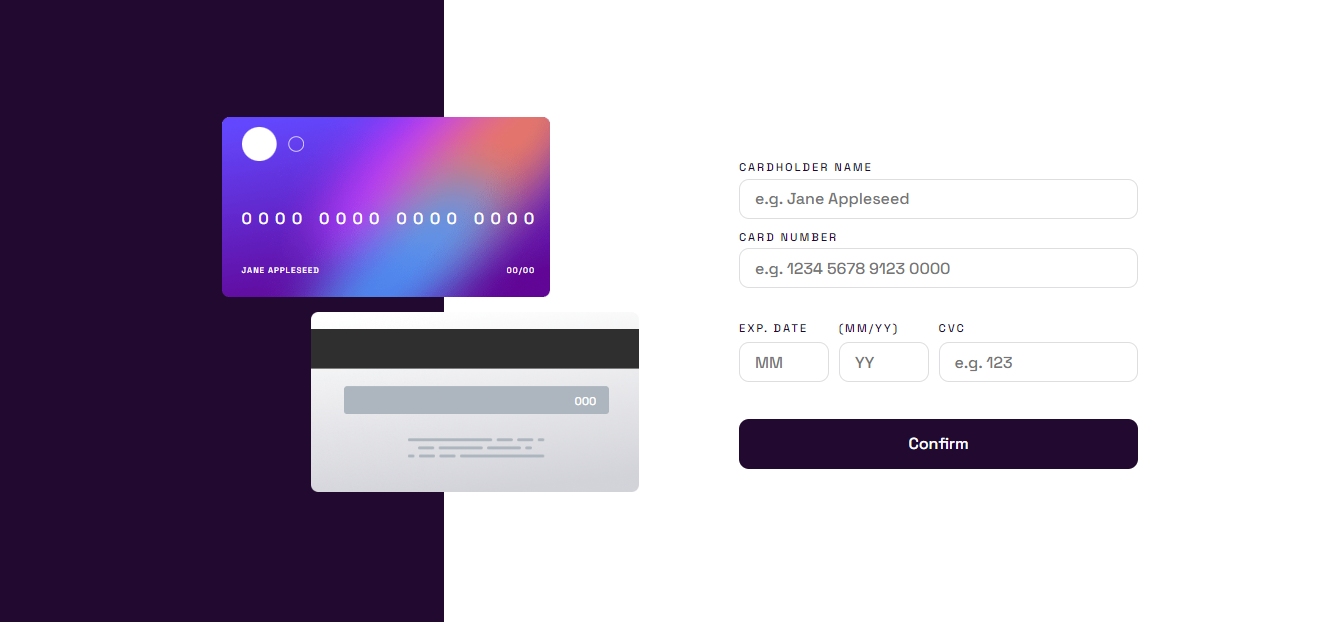 0000 0000 0000 0000
JANE APPLESEED 00/00
000
CARDHOLDER NAME
e.g. Jane Appleseed
CARD NUMBER
e.g. 1234 5678 9123 0000
EXP. DATE (MM/YY) CVC
MM YY e.g. 123
Confirm